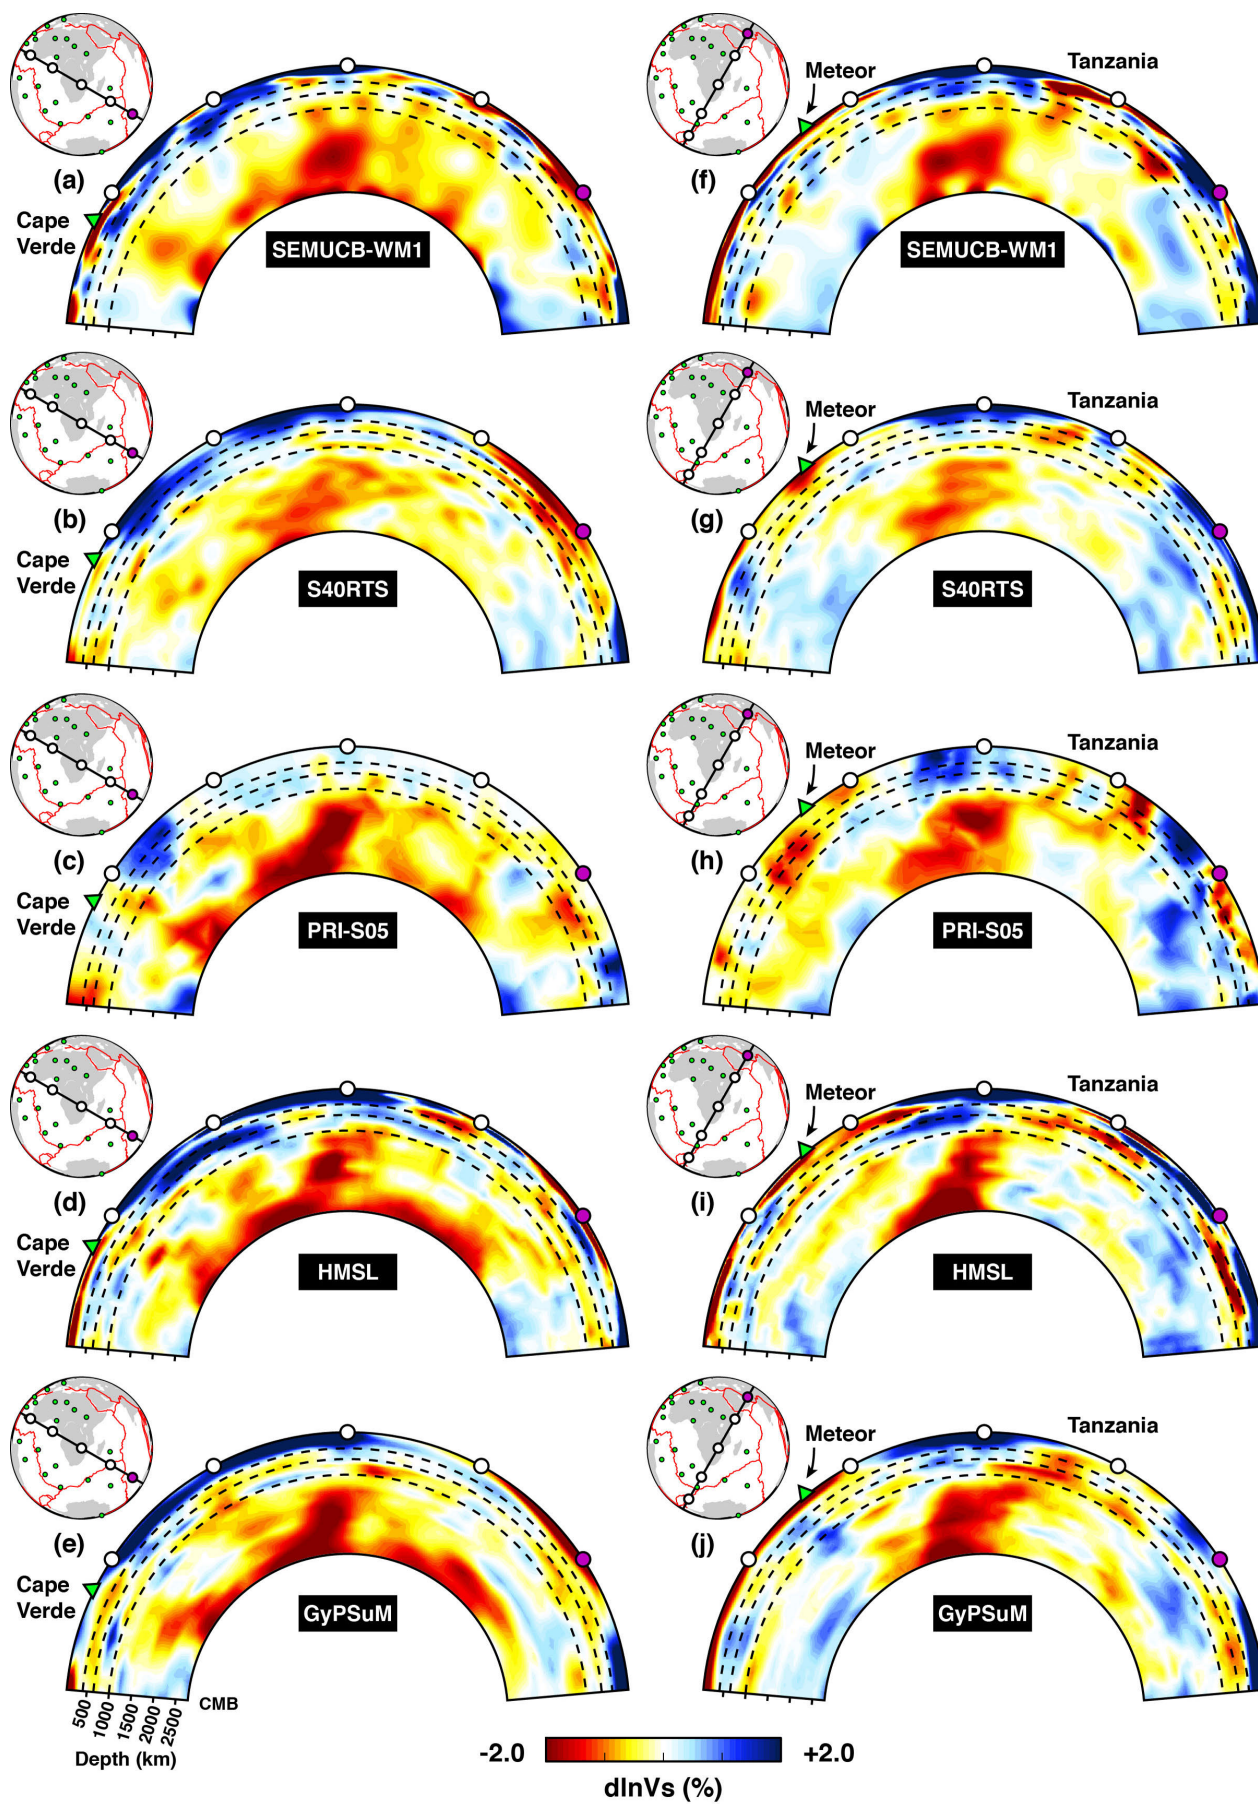 (a)
Cape
Verde
SEMUCB-WM1
(f)
Meteor
Tanzania
SEMUCB-WM1
(b)
Cape
Verde
S40RTS
(g)
Meteor
Tanzania
S40RTS
(c)
Cape
Verde
PRI-S05
(h)
Meteor
Tanzania
PRI-S05
(d)
Cape
Verde
HMSL
(i)
Meteor
Tanzania
HMSL
(e)
Cape
Verde
GyPSuM
(j)
Meteor
Tanzania
GyPSuM
500
1000
1500
2000
2500
CMB
Depth (km)
-2.0
+2.0
dlnVs (%)